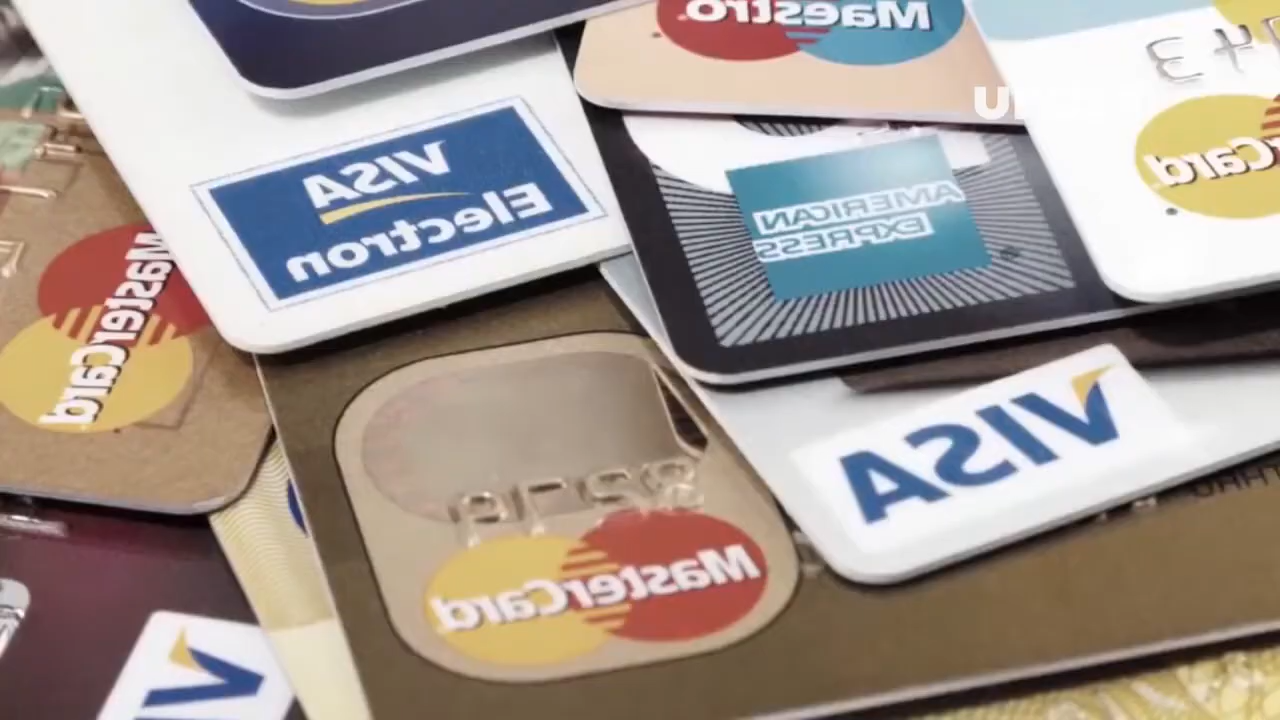 Maestro
VISA
Electron
AMERICAN
EXPRESS
MasterCard
MasterCard
VISA
MasterCard